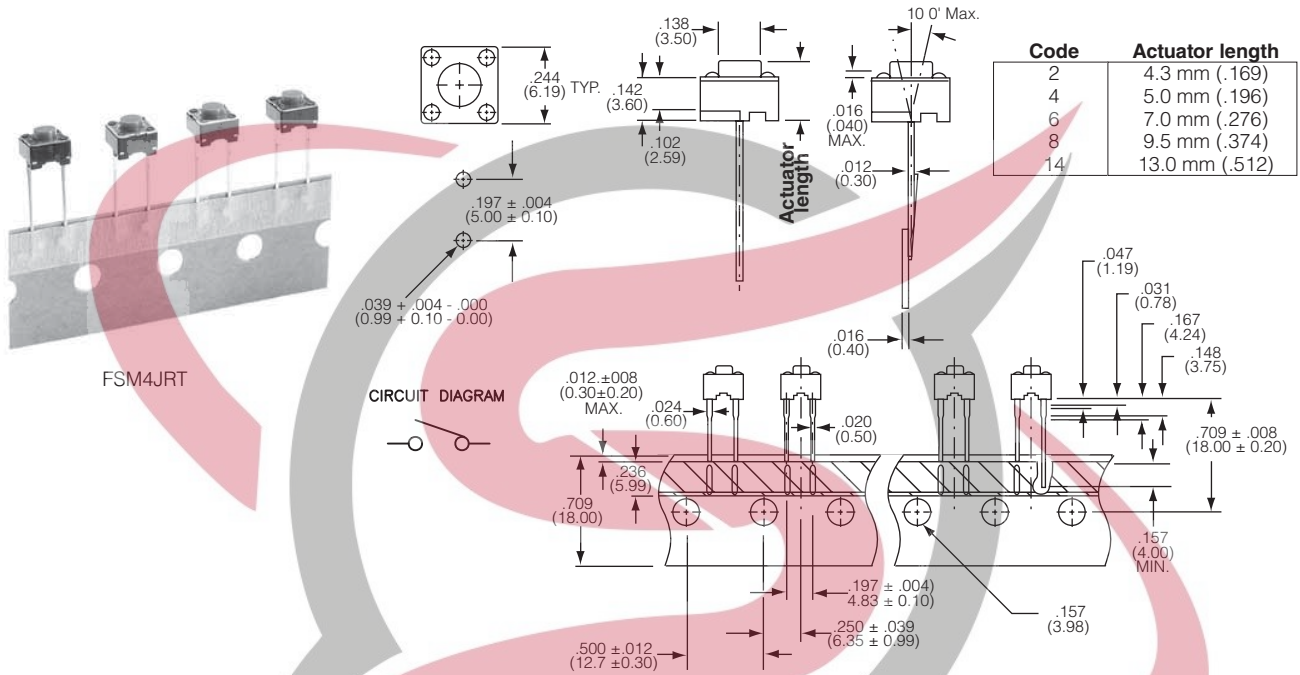 .138
(3.50)
10 0' Max.
.244
(6.19)
TYP.
.142
(3.60)
.102
(2.59)
.016
(.040)
MAX.
.012
(0.30)
Actuator
length
Code Actuator length
2 4.3 mm (.169)
4 5.0 mm (.196)
6 7.0 mm (.276)
8 9.5 mm (.374)
14 13.0 mm (.512)
.197 ± .004
(5.00 ± 0.10)
.039 + .004 - .000
(0.99 + 0.10 - 0.00)
FSM4JRT
CIRCUIT DIAGRAM
.016
(0.40)
.047
(1.19)
.031
(0.78)
.167
(4.24)
.148
(3.75)
.012.±008
(0.30±0.20)
MAX.
.024
(0.60)
.020
(0.50)
.709 ± .008
(18.00 ± 0.20)
.236
(5.99)
.709
(18.00)
.157
(4.00)
MIN.
.197 ± .004)
4.83 ± 0.10)
.157
(3.98)
.250 ± .039
(6.35 ± 0.99)
.500 ±.012
(12.7 ±0.30)